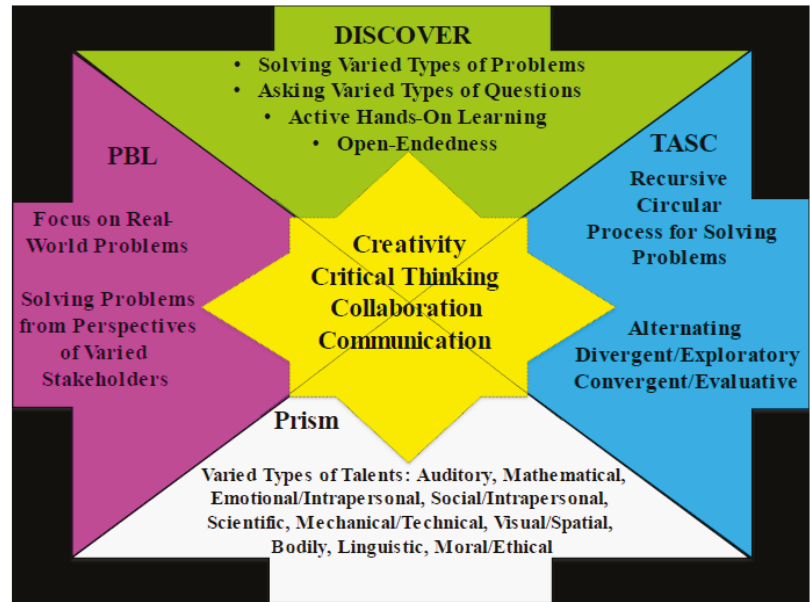 DISCOVER
• Solving Varied Types of Problems
• Asking Varied Types of Questions
• Active Hands-On Learning
• Open-Endedness
PBL
Focus on Real-
World Problems
Solving Problems
from Perspectives
of Varied
Stakeholders
Creativity
Critical Thinking
Collaboration
Communication
TASC
Recursive
Circular
Process for Solving
Problems
Alternating
Divergent/Exploratory
Convergent/Evaluative
Prism
Varied Types of Talents: Auditory, Mathematical,
Emotional/Intrapersonal, Social/Intrapersonal,
Scientific, Mechanical/Technical, Visual/Spatial,
Bodily, Linguistic, Moral/Ethical